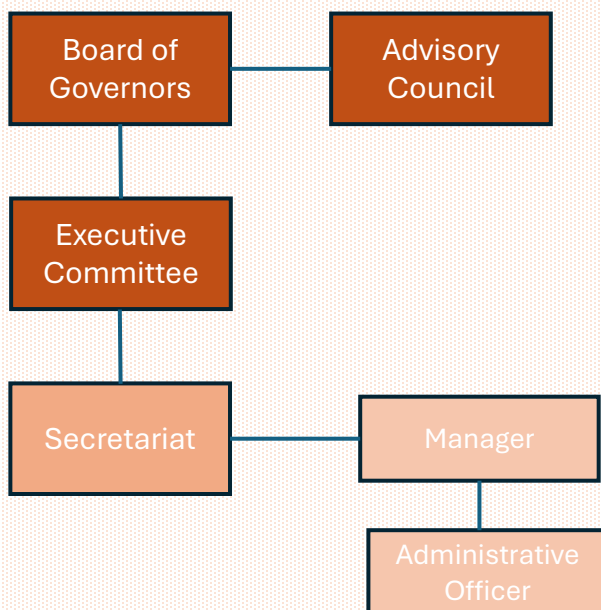 Board of
Governors
Advisory
Council
Executive
Committee
Secretariat
Manager
Administrative
Officer